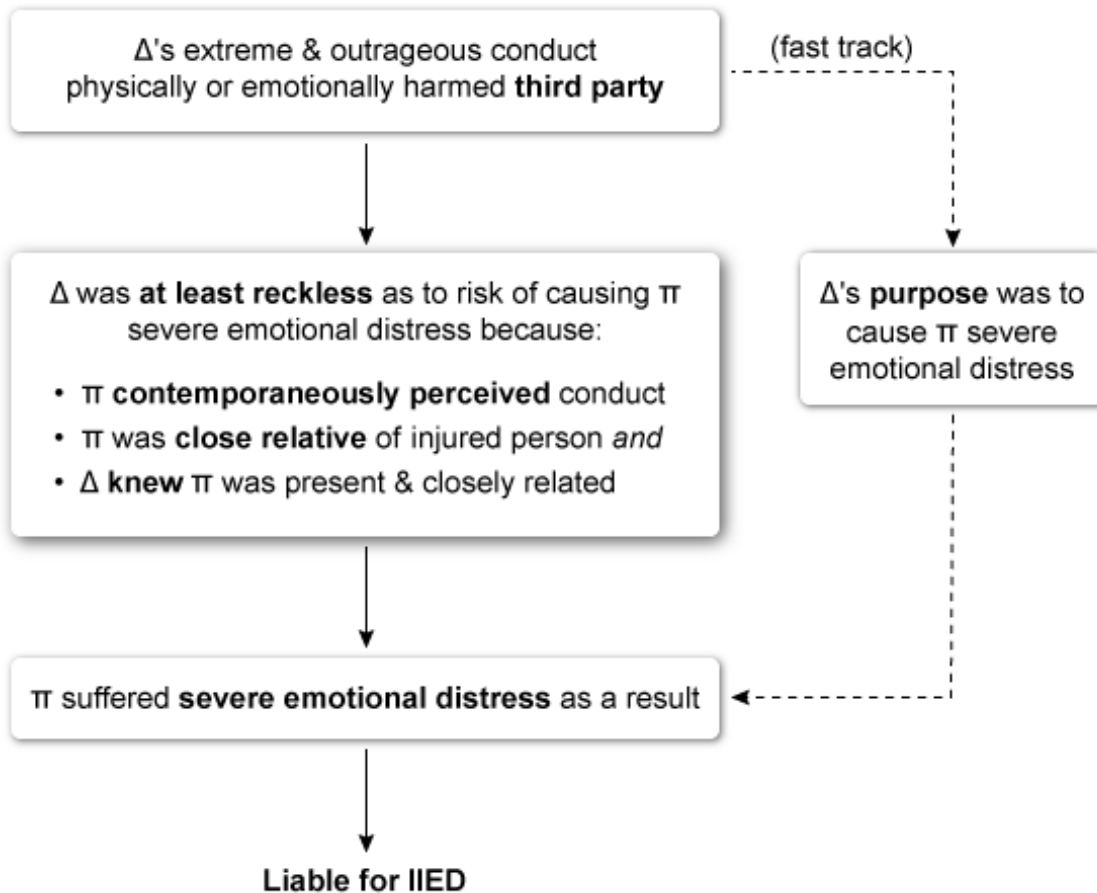 Δ's extreme & outrageous conduct
physically or emotionally harmed third party
(fast track)
Δ was at least reckless as to risk of causing π
severe emotional distress because:
• π contemporaneously perceived conduct
• π was close relative of injured person and
• Δ knew π was present & closely related
Δ's purpose was to
cause π severe
emotional distress
π suffered severe emotional distress as a result
Liable for IIED